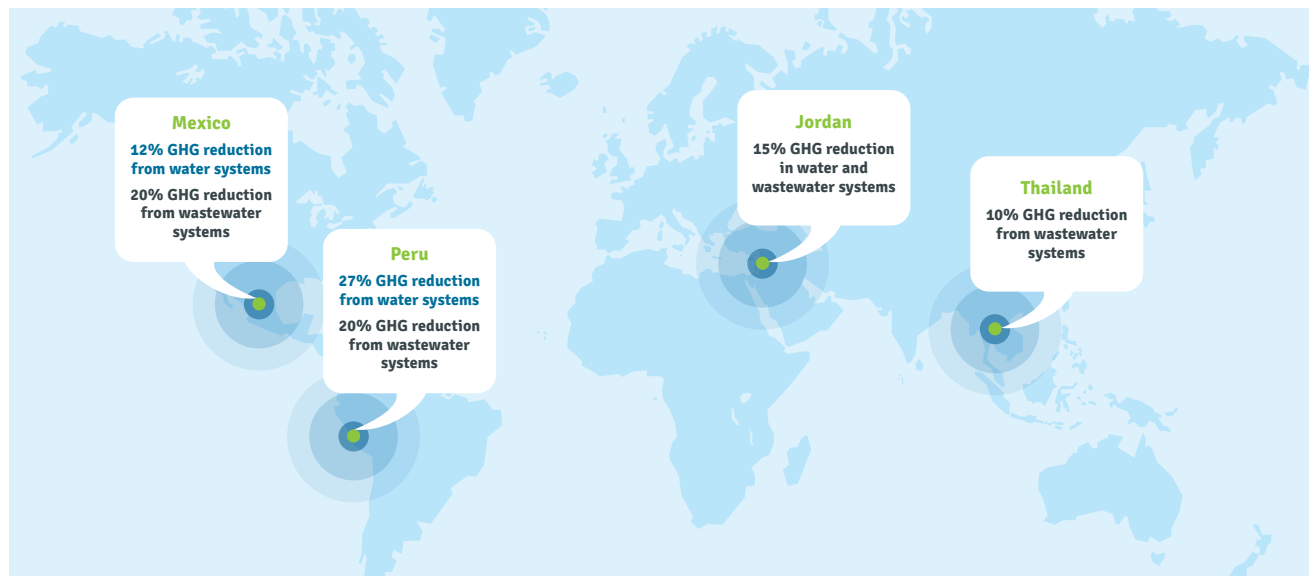 Mexico
12% GHG reduction
from water systems
20% GHG reduction
from wastewater
systems
Peru
27% GHG reduction
from water systems
20% GHG reduction
from wastewater
systems
Jordan
15% GHG reduction
in water and
wastewater systems
Thailand
10% GHG reduction
from wastewater
systems